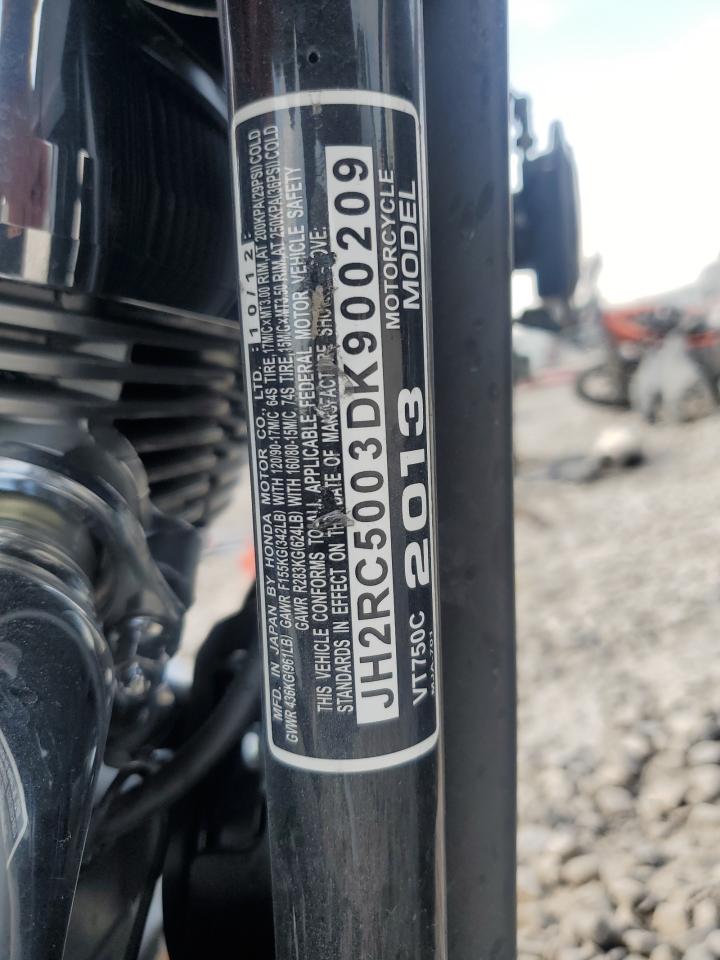 MFD. IN JAPAN BY HONDA MOTOR CO., LTD. : 10/12 :
GVWR 436KG(961LB) GAWR F155KG(342LB) WITH 120/90-17M/C 64S TIRE,17M/C×MT3.00 RIM,AT 200KPA(29PSI) COLD
GAWR R283KG(624LB) WITH 160/80-15M/C 74S TIRE,15M/C×MT3.50 RIM,AT 250KPA(36PSI) COLD
THIS VEHICLE CONFORMS TO ALL APPLICABLE FEDERAL MOTOR VEHICLE SAFETY
STANDARDS IN EFFECT ON THE DATE OF MANUFACTURE SHOWN ABOVE.
JH2RC5003DK900209
VT750C 2013 MOTORCYCLE
MODEL